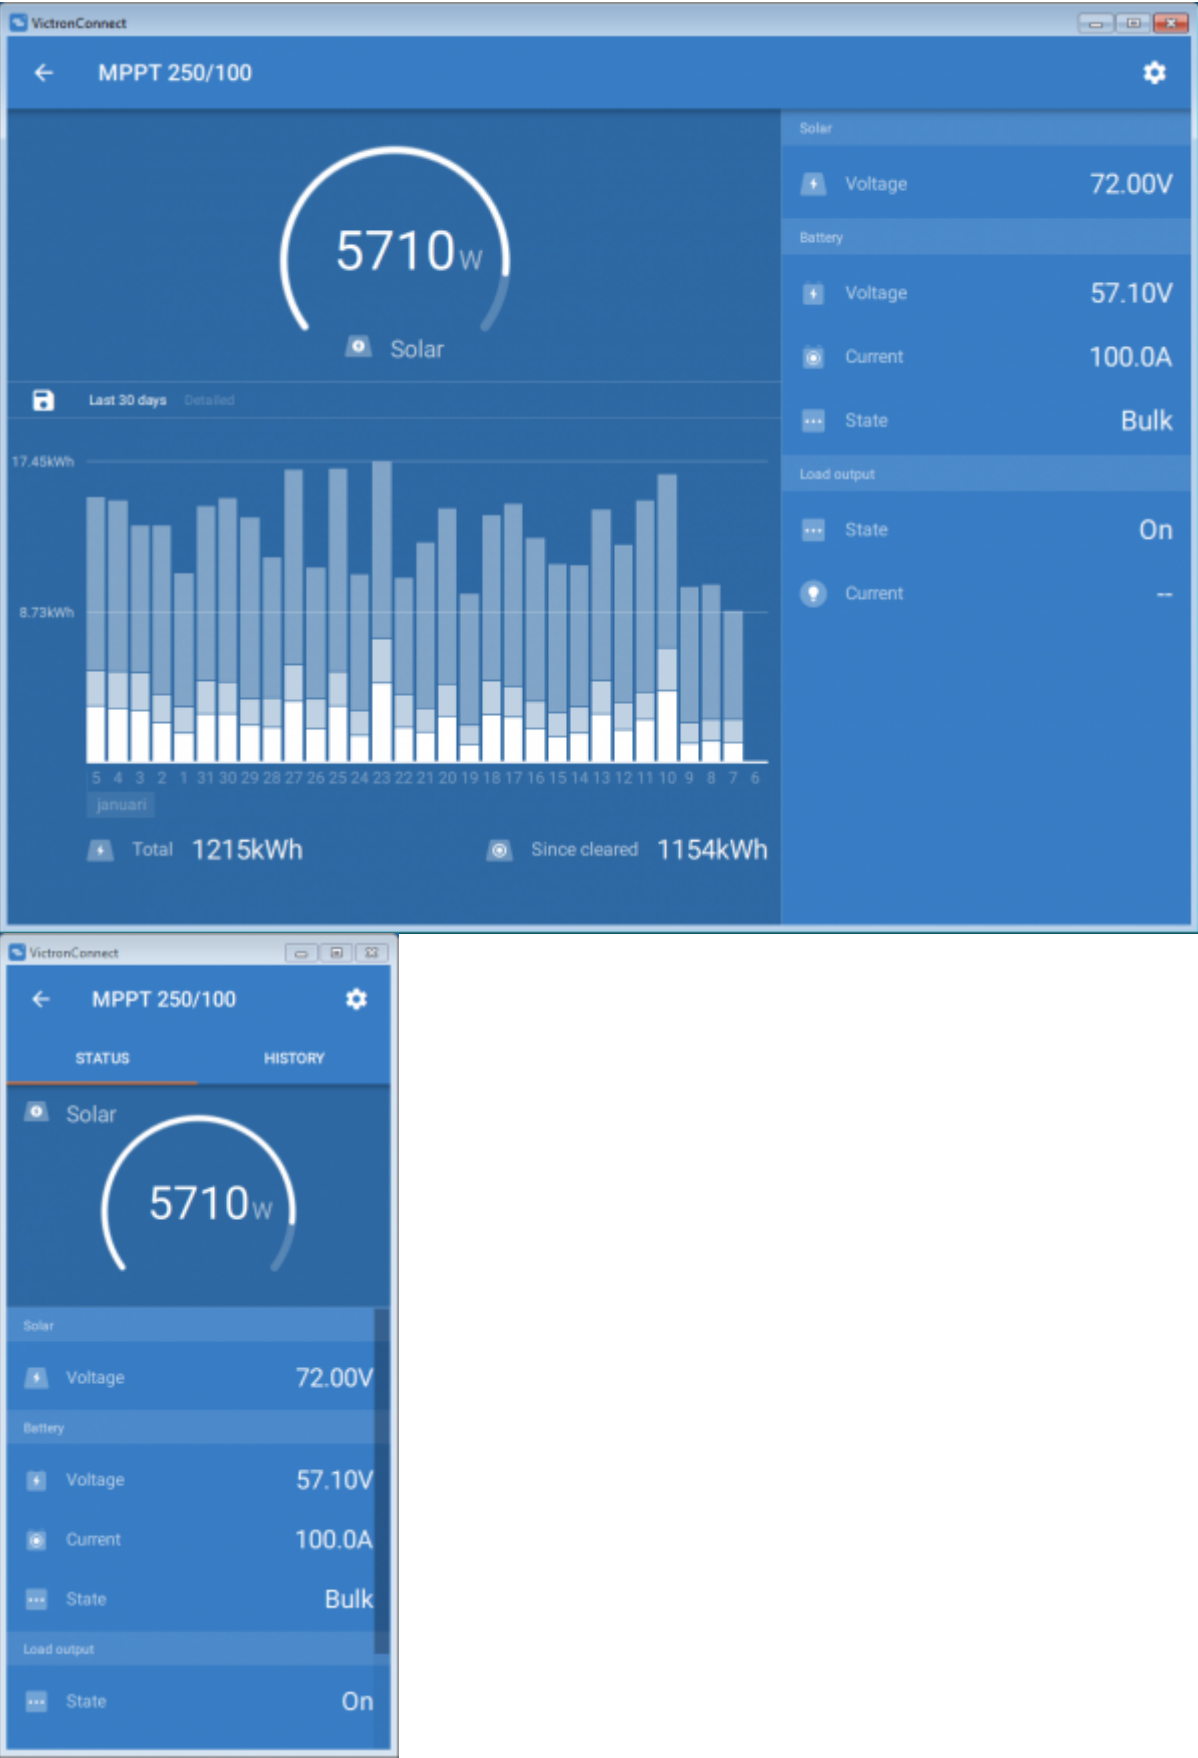 VictronConnect
MPPT 250/100
5710W
Solar
Last 30 days Detailed
17.45kWh
8.73kWh
5 4 3 2 1 31 30 29 28 27 26 25 24 23 22 21 20 19 18 17 16 15 14 13 12 11 10 9 8 7 6
januari
Total 1215kWh Since cleared 1154kWh
Solar
Voltage 72.00V
Battery
Voltage 57.10V
Current 100.0A
State Bulk
Load output
State On
Current --
VictronConnect
MPPT 250/100
STATUS HISTORY
Solar
5710W
Solar
Voltage 72.00V
Battery
Voltage 57.10V
Current 100.0A
State Bulk
Load output
State On